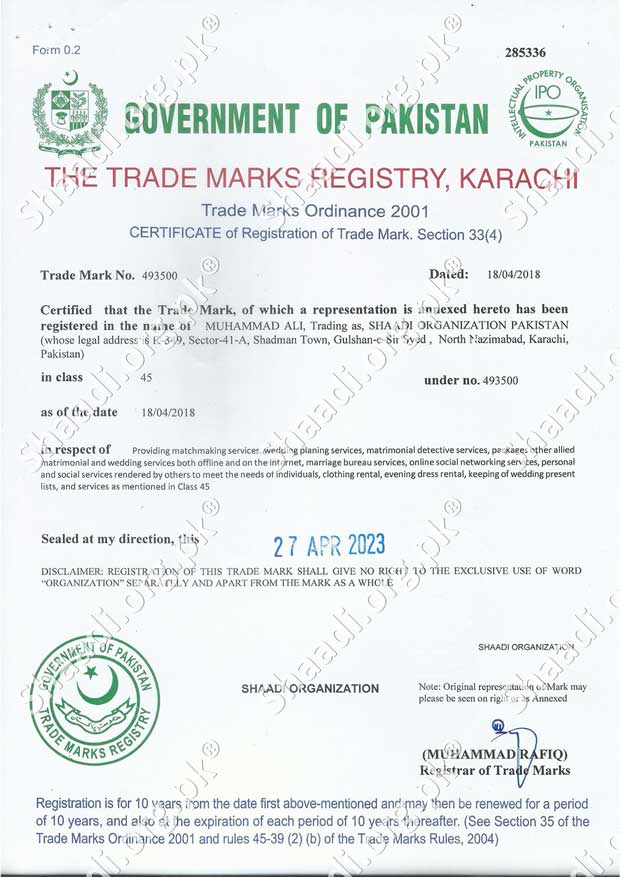 Form 0.2
285336
INTELLECTUAL PROPERTY ORGANISATION
IPO
PAKISTAN
GOVERNMENT OF PAKISTAN
THE TRADE MARKS REGISTRY, KARACHI
Trade Marks Ordinance 2001
CERTIFICATE of Registration of Trade Mark. Section 33(4)
Trade Mark No. 493500 Dated: 18/04/2018
Certified that the Trade Mark, of which a representation is annexed hereto has been
registered in the name of MUHAMMAD ALI, Trading as, SHAADI ORGANIZATION PAKISTAN
(whose legal address is Sector-41-A, Shadman Town, Gulshan-e-Sir Syed , North Nazimabad, Karachi,
Pakistan)
in class 45 under no. 493500
as of the date 18/04/2018
in respect of Providing matchmaking services, wedding planing services, matrimonial detective services, packages other allied
matrimonial and wedding services both offline and on the internet, marriage bureau services, online social networking services, personal
and social services rendered by others to meet the needs of individuals, clothing rental, evening dress rental, keeping of wedding present
lists, and services as mentioned in Class 45
Sealed at my direction, this 27 APR 2023
DISCLAIMER: REGISTRATION OF THIS TRADE MARK SHALL GIVE NO RIGHT TO THE EXCLUSIVE USE OF WORD
“ORGANIZATION” SEPARATELY AND APART FROM THE MARK AS A WHOLE
SHAADI ORGANIZATION
GOVERNMENT OF PAKISTAN
TRADE MARKS REGISTRY
SHAADI ORGANIZATION
Note: Original representation of Mark may
please be seen on right or as Annexed
(MUHAMMAD RAFIQ)
Registrar of Trade Marks
Registration is for 10 years from the date first above-mentioned and may then be renewed for a period
of 10 years, and also at the expiration of each period of 10 years thereafter. (See Section 35 of the
Trade Marks Ordinance 2001 and rules 45-39 (2) (b) of the Trade Marks Rules, 2004)
Shaadi.org.pk®